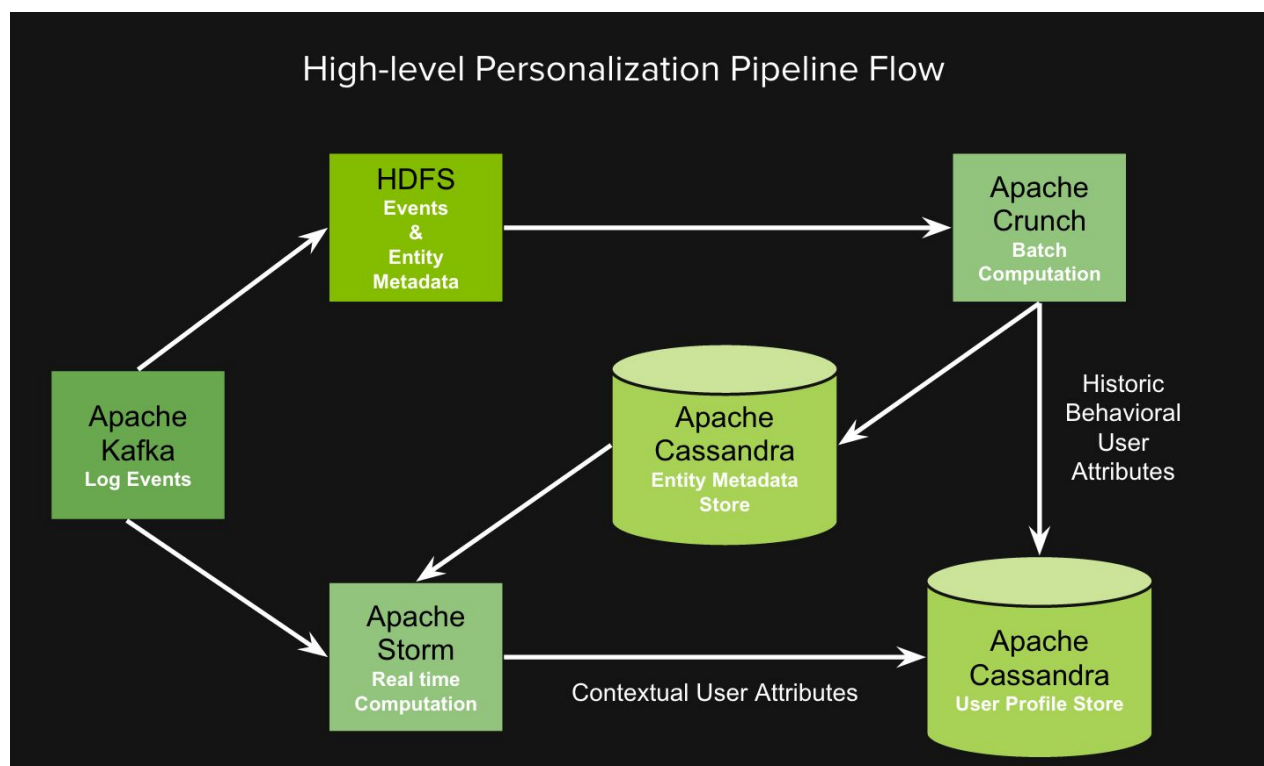 High-level Personalization Pipeline Flow
HDFS
Events
&
Entity
Metadata
Apache
Crunch
Batch
Computation
Apache
Kafka
Log Events
Apache
Cassandra
Entity Metadata
Store
Historic
Behavioral
User
Attributes
Apache
Storm
Real time
Computation
Contextual User Attributes
Apache
Cassandra
User Profile Store